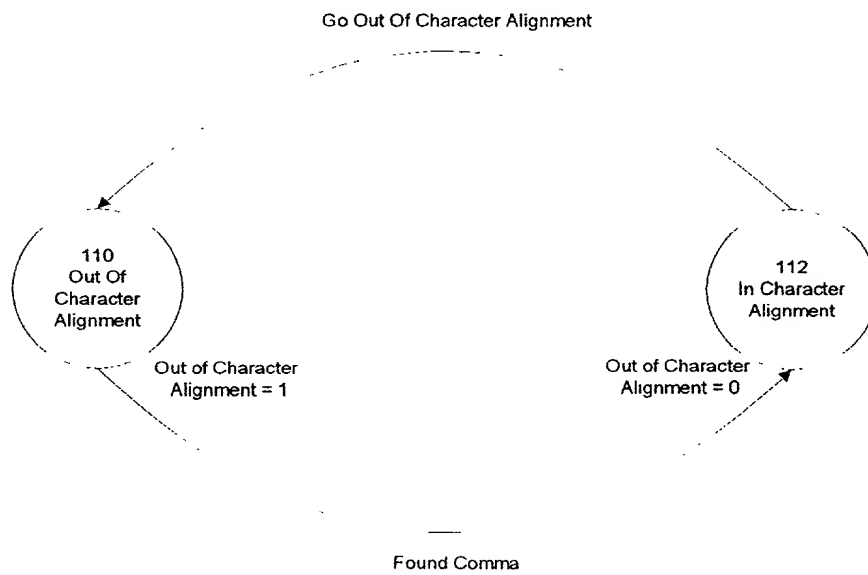 Go Out Of Character Alignment
110
Out Of
Character
Alignment
112
In Character
Alignment
Out of Character
Alignment = 1
Out of Character
Alignment = 0
Found Comma